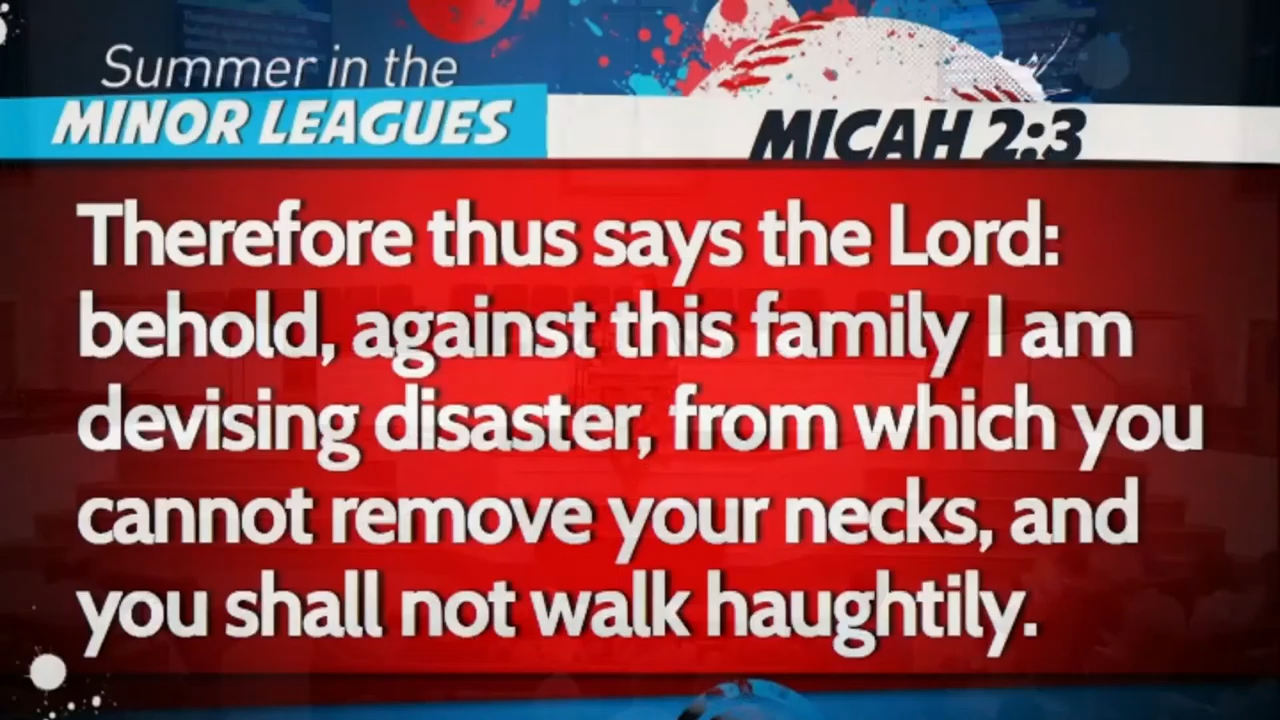 Summer in the
MINOR LEAGUES
MICAH 2:3
Therefore thus says the Lord:
behold, against this family I am
devising disaster, from which you
cannot remove your necks, and
you shall not walk haughtily.